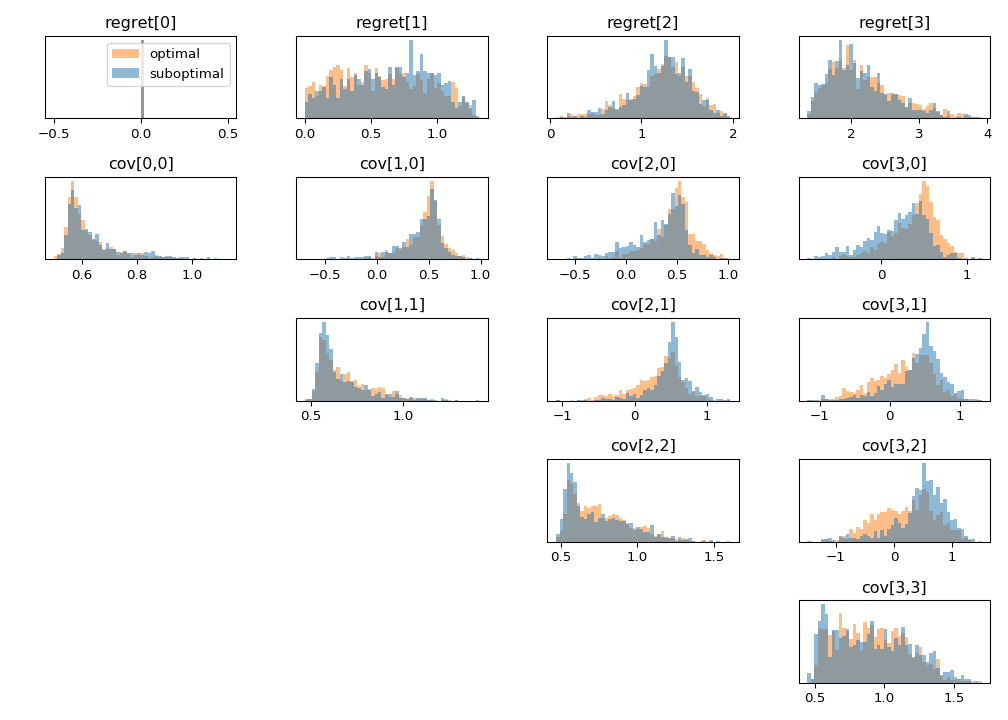 regret[0] regret[1] regret[2] regret[3]
optimal
suboptimal
−0.5 0.0 0.5 0.0 0.5 1.0 0 1 2 2 3 4
cov[0,0] cov[1,0] cov[2,0] cov[3,0]
0.6 0.8 1.0 −0.5 0.0 0.5 1.0 −0.5 0.0 0.5 1.0 0 1
cov[1,1] cov[2,1] cov[3,1]
0.5 1.0 −1 0 1 −1 0 1
cov[2,2] cov[3,2]
0.5 1.0 1.5 −1 0 1
cov[3,3]
0.5 1.0 1.5